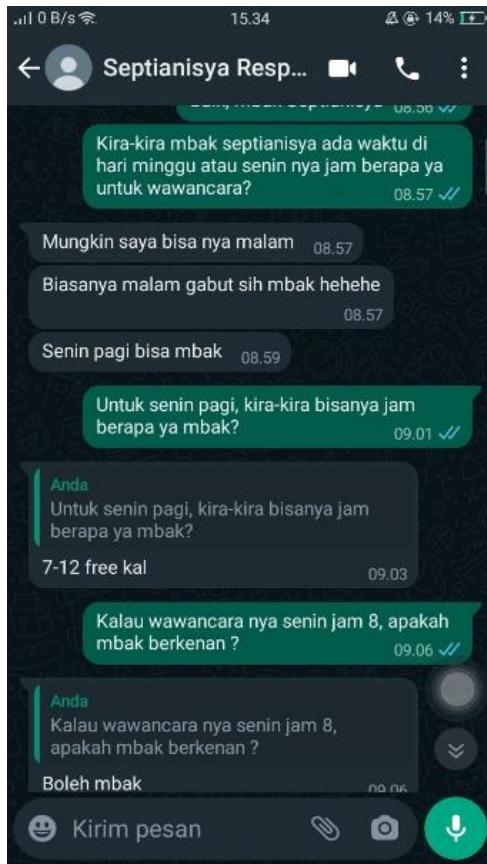 0 B/s
15.34
14%
Septianisya Resp...
08.56
Kira-kira mbak septianisya ada waktu di
hari minggu atau senin nya jam berapa ya
untuk wawancara?
08.57
Mungkin saya bisa nya malam 08.57
Biasanya malam gabut sih mbak hehehe
08.57
Senin pagi bisa mbak 08.59
Untuk senin pagi, kira-kira bisanya jam
berapa ya mbak?
09.01
Anda
Untuk senin pagi, kira-kira bisanya jam
berapa ya mbak?
7-12 free kal
09.03
Kalau wawancara nya senin jam 8, apakah
mbak berkenan ?
09.06
Anda
Kalau wawancara nya senin jam 8,
apakah mbak berkenan ?
Boleh mbak
09.06
Kirim pesan